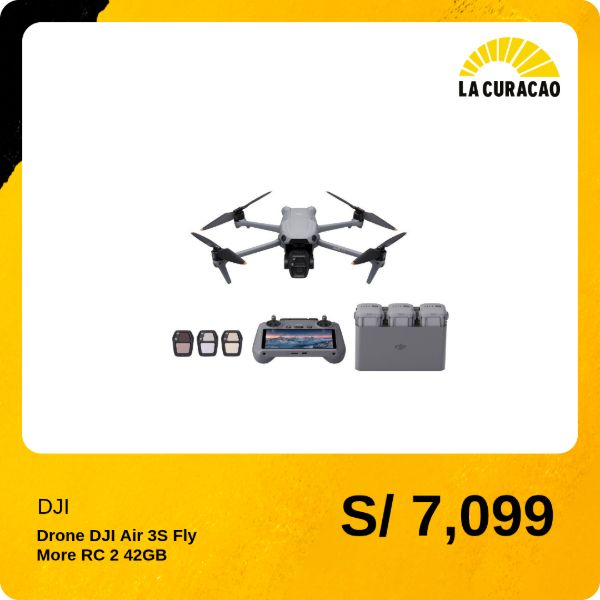 LA CURACAO
DJI
Drone DJI Air 3S Fly
More RC 2 42GB
S/ 7,099